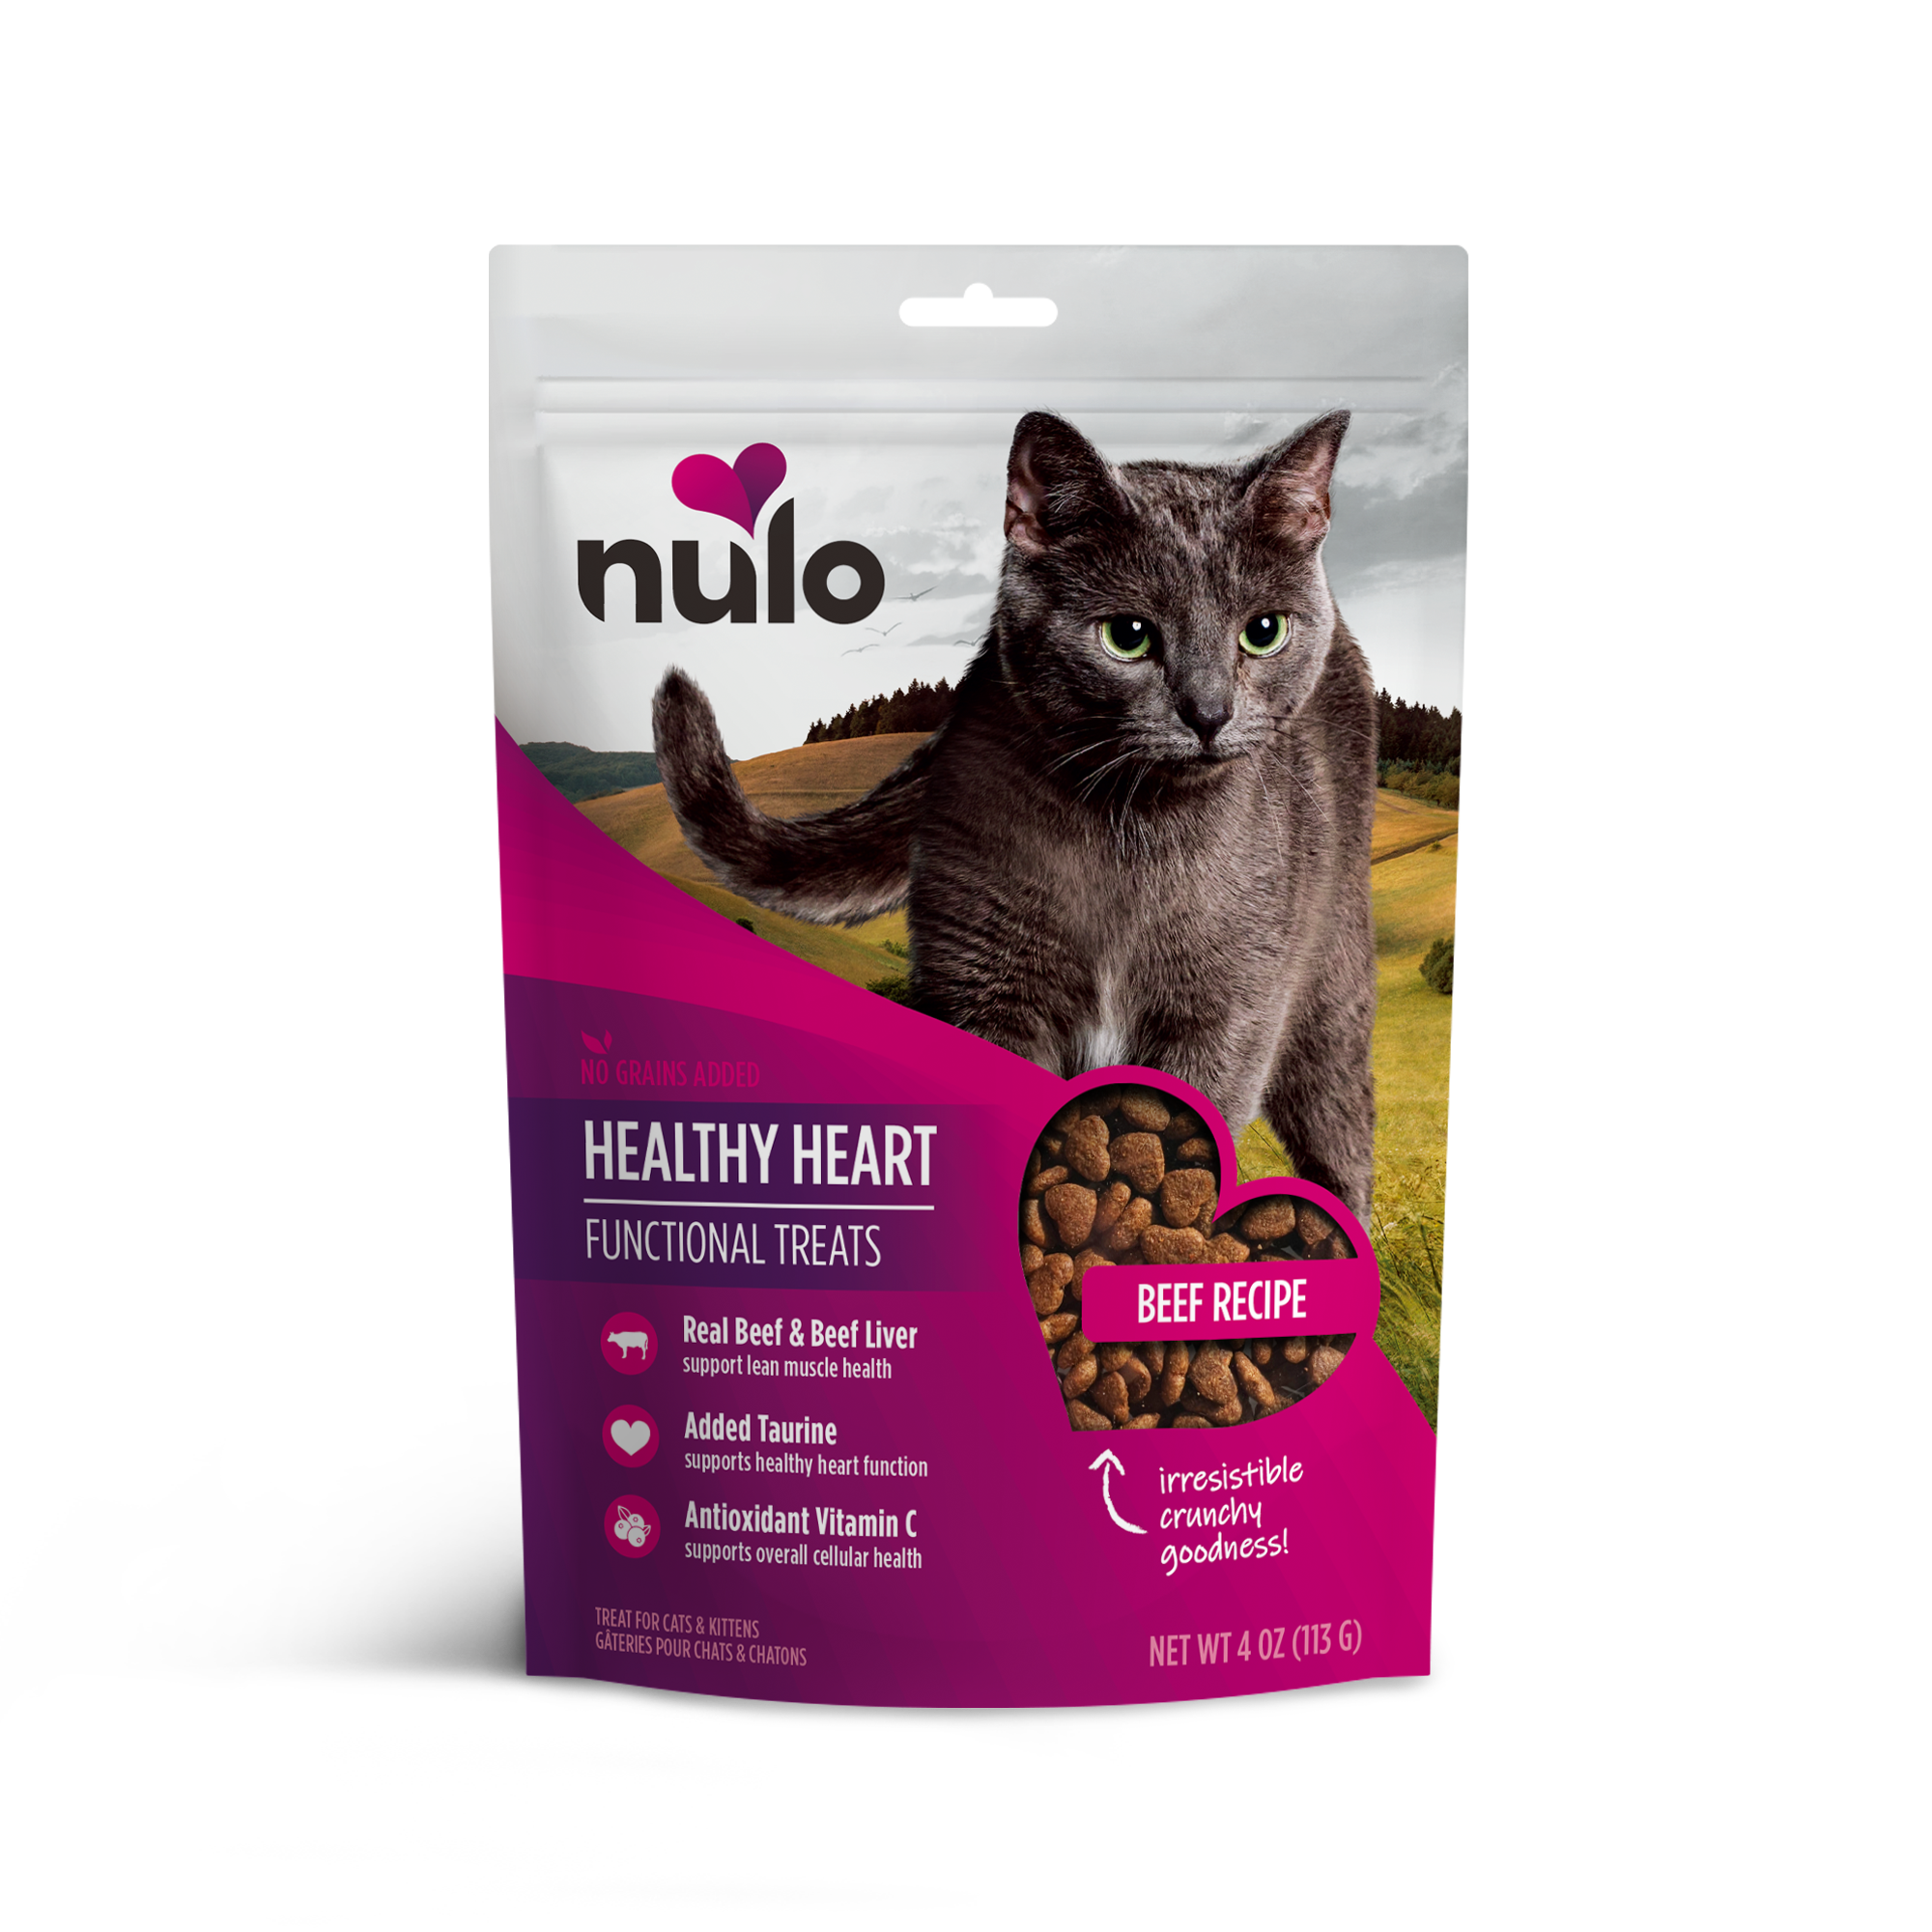 nulo
NO GRAINS ADDED
HEALTHY HEART
FUNCTIONAL TREATS
Real Beef & Beef Liver
support lean muscle health
Added Taurine
supports healthy heart function
Antioxidant Vitamin C
supports overall cellular health
BEEF RECIPE
irresistible
crunchy
goodness!
TREAT FOR CATS & KITTENS
GÂTERIES POUR CHATS & CHATONS
NET WT 4 OZ (113 G)